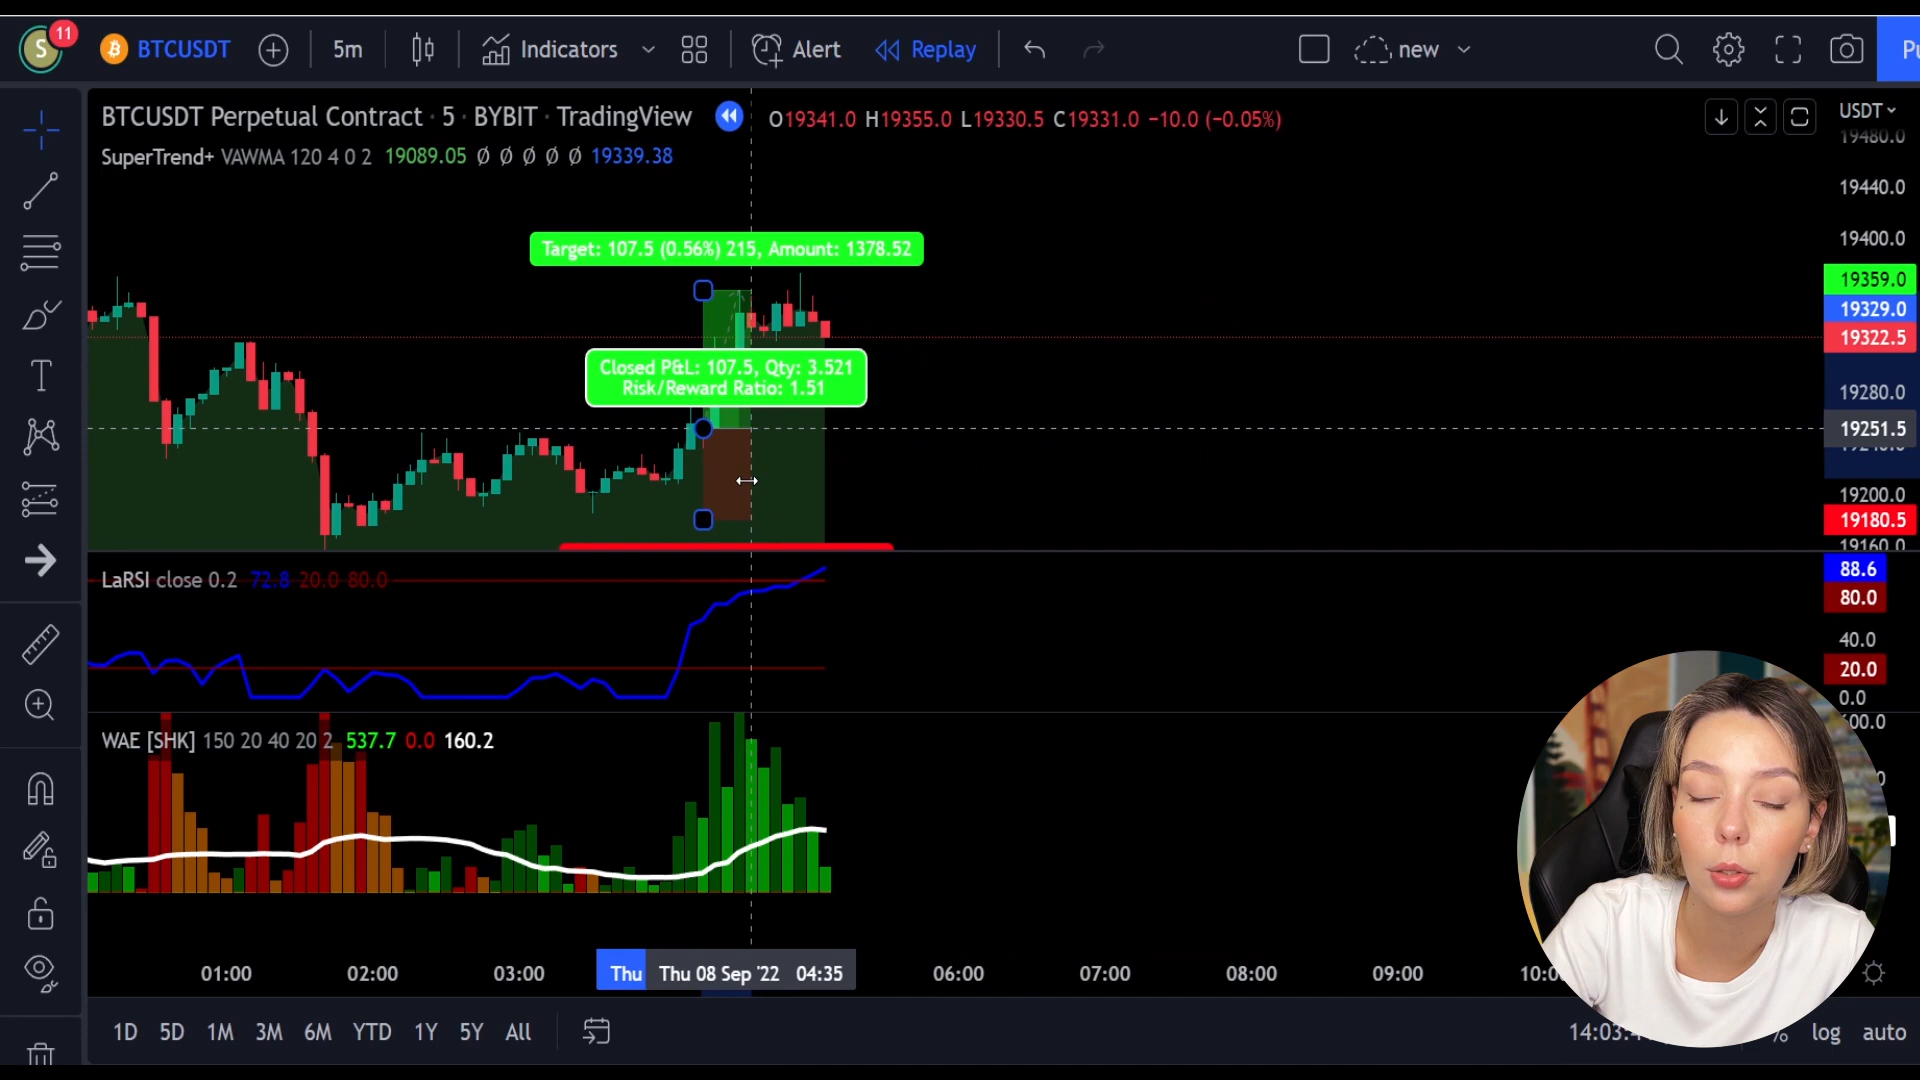 S 11 BTCUSDT 5m Indicators Alert Replay new Pu
BTCUSDT Perpetual Contract · 5 · BYBIT · TradingView O19341.0 H19355.0 L19330.5 C19331.0 −10.0 (−0.05%)
SuperTrend+ VAWMA 120 4 0 2 19089.05 Ø Ø Ø Ø Ø 19339.38
USDT
19480.0
19440.0
19400.0
19359.0
19329.0
19322.5
19280.0
19251.5
19200.0
19180.5
19160.0
Target: 107.5 (0.56%) 215, Amount: 1378.52
Closed P&L: 107.5, Qty: 3.521
Risk/Reward Ratio: 1.51
LaRSI close 0.2 72.8 20.0 80.0
88.6
80.0
40.0
20.0
0.0
WAE [SHK] 150 20 40 20 2 537.7 0.0 160.2
600.0
01:00 02:00 03:00 Thu Thu 08 Sep '22 04:35 06:00 07:00 08:00 09:00
1D 5D 1M 3M 6M YTD 1Y 5Y All
% log auto